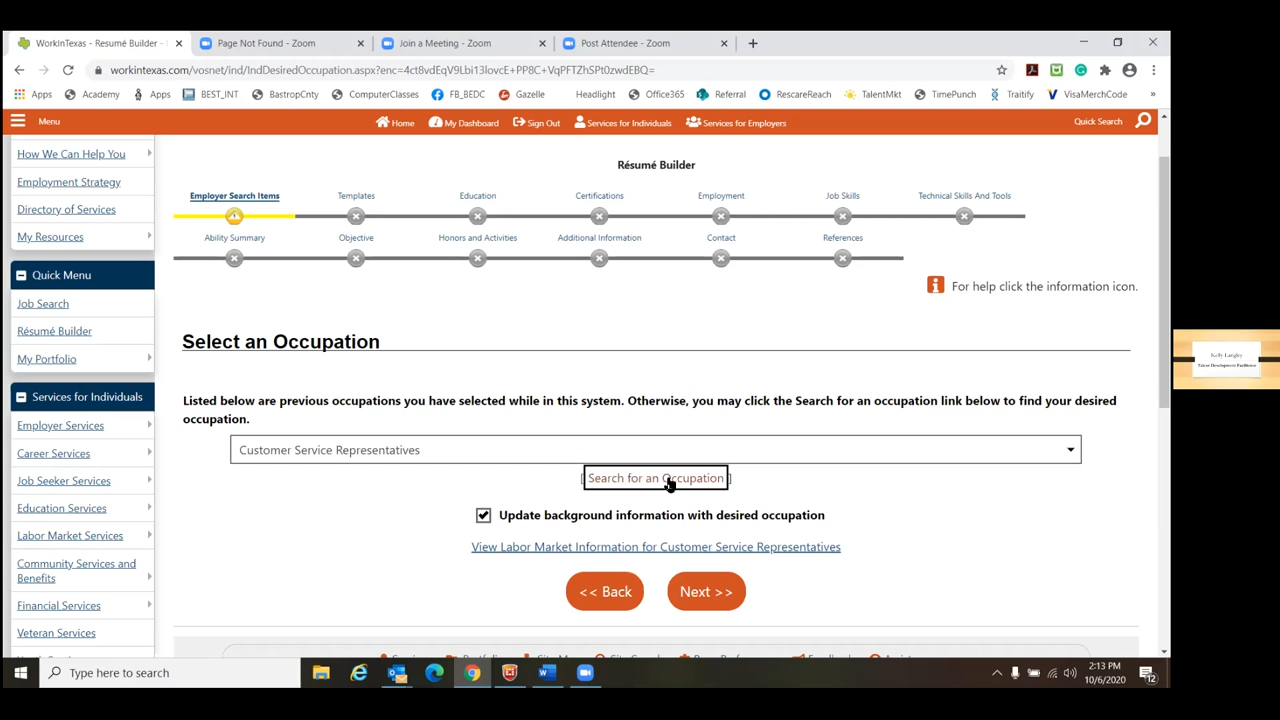 WorkInTexas - Resumé Builder -
Page Not Found - Zoom
Join a Meeting - Zoom
Post Attendee - Zoom
workintexas.com/vosnet/ind/IndDesiredOccupation.aspx?enc=4ct8vdEqV9Lbi13IovcE+PP8C+VqPFTZhSPt0zwdEBQ=
Apps Academy Apps BEST_INT BastropCnty ComputerClasses FB_BEDC Gazelle Headlight Office365 Referral RescareReach TalentMkt TimePunch Traitify VisaMerchCode »
Menu Home My Dashboard Sign Out Services for Individuals Services for Employers Quick Search
How We Can Help You
Employment Strategy
Directory of Services
My Resources
Quick Menu
Job Search
Résumé Builder
My Portfolio
Services for Individuals
Employer Services
Career Services
Job Seeker Services
Education Services
Labor Market Services
Community Services and
Benefits
Financial Services
Veteran Services
Résumé Builder
Employer Search Items Templates Education Certifications Employment Job Skills Technical Skills And Tools
Ability Summary Objective Honors and Activities Additional Information Contact References
For help click the information icon.
Select an Occupation
Listed below are previous occupations you have selected while in this system. Otherwise, you may click the Search for an occupation link below to find your desired
occupation.
Customer Service Representatives
[ Search for an Occupation ]
Update background information with desired occupation
View Labor Market Information for Customer Service Representatives
<< Back Next >>
Kelly Langley
Talent Development Facilitator
Type here to search
2:13 PM
10/6/2020
12